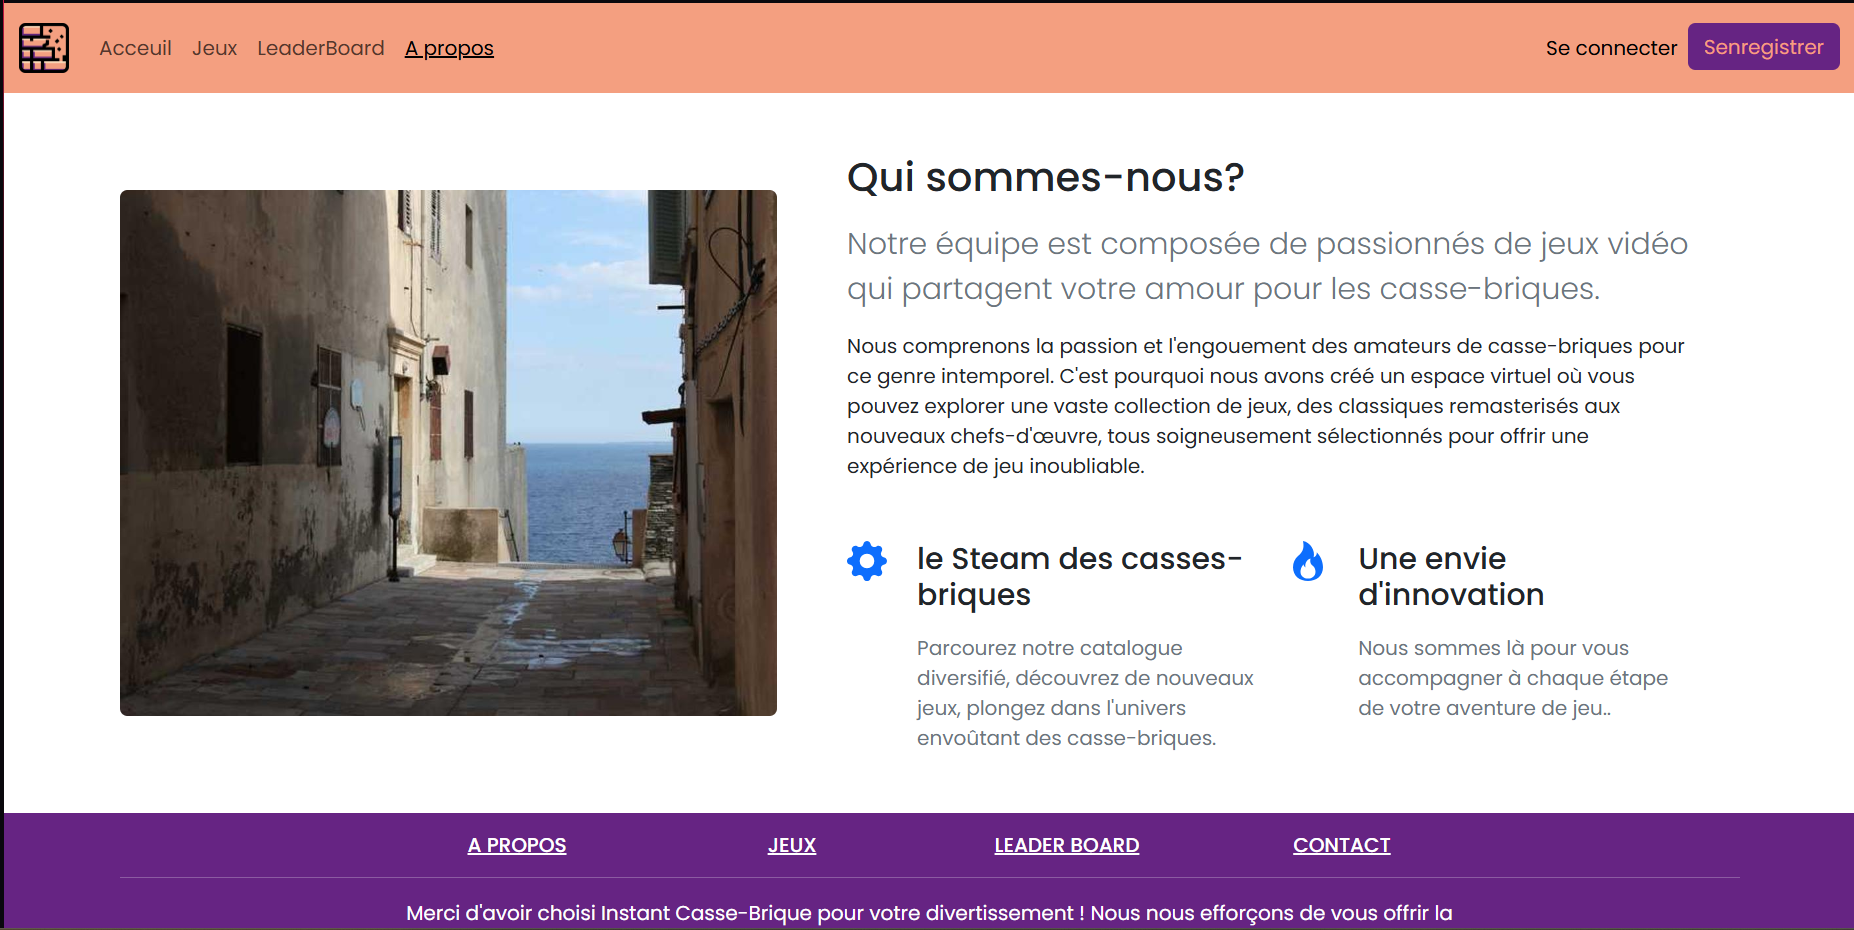 Acceuil Jeux LeaderBoard A propos Se connecter Senregistrer
Qui sommes-nous?
Notre équipe est composée de passionnés de jeux vidéo
qui partagent votre amour pour les casse-briques.
Nous comprenons la passion et l'engouement des amateurs de casse-briques pour
ce genre intemporel. C'est pourquoi nous avons créé un espace virtuel où vous
pouvez explorer une vaste collection de jeux, des classiques remasterisés aux
nouveaux chefs-d'œuvre, tous soigneusement sélectionnés pour offrir une
expérience de jeu inoubliable.
le Steam des casses-
briques
Parcourez notre catalogue
diversifié, découvrez de nouveaux
jeux, plongez dans l'univers
envoûtant des casse-briques.
Une envie
d'innovation
Nous sommes là pour vous
accompagner à chaque étape
de votre aventure de jeu..
A PROPOS JEUX LEADER BOARD CONTACT
Merci d'avoir choisi Instant Casse-Brique pour votre divertissement ! Nous nous efforçons de vous offrir la